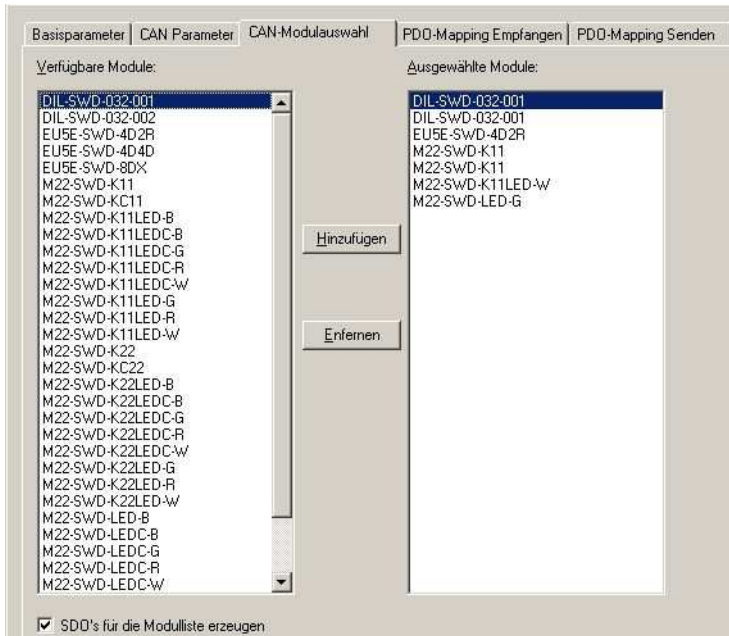 Basisparameter
CAN Parameter
CAN-Modulauswahl
PDO-Mapping Empfangen
PDO-Mapping Senden
Verfügbare Module:
DIL-SWD-032-001
DIL-SWD-032-002
EU5E-SWD-4D2R
EU5E-SWD-4D4D
EU5E-SWD-8DX
M22-SWD-K11
M22-SWD-KC11
M22-SWD-K11LED-B
M22-SWD-K11LEDC-B
M22-SWD-K11LEDC-G
M22-SWD-K11LEDC-R
M22-SWD-K11LEDC-W
M22-SWD-K11LED-G
M22-SWD-K11LED-R
M22-SWD-K11LED-W
M22-SWD-K22
M22-SWD-KC22
M22-SWD-K22LED-B
M22-SWD-K22LEDC-B
M22-SWD-K22LEDC-G
M22-SWD-K22LEDC-R
M22-SWD-K22LEDC-W
M22-SWD-K22LED-G
M22-SWD-K22LED-R
M22-SWD-K22LED-W
M22-SWD-LED-B
M22-SWD-LEDC-B
M22-SWD-LEDC-G
M22-SWD-LEDC-R
M22-SWD-LEDC-W
Hinzufügen
Enfernen
Ausgewählte Module:
DIL-SWD-032-001
DIL-SWD-032-001
EU5E-SWD-4D2R
M22-SWD-K11
M22-SWD-K11
M22-SWD-K11LED-W
M22-SWD-LED-G
SDO's für die Modulliste erzeugen